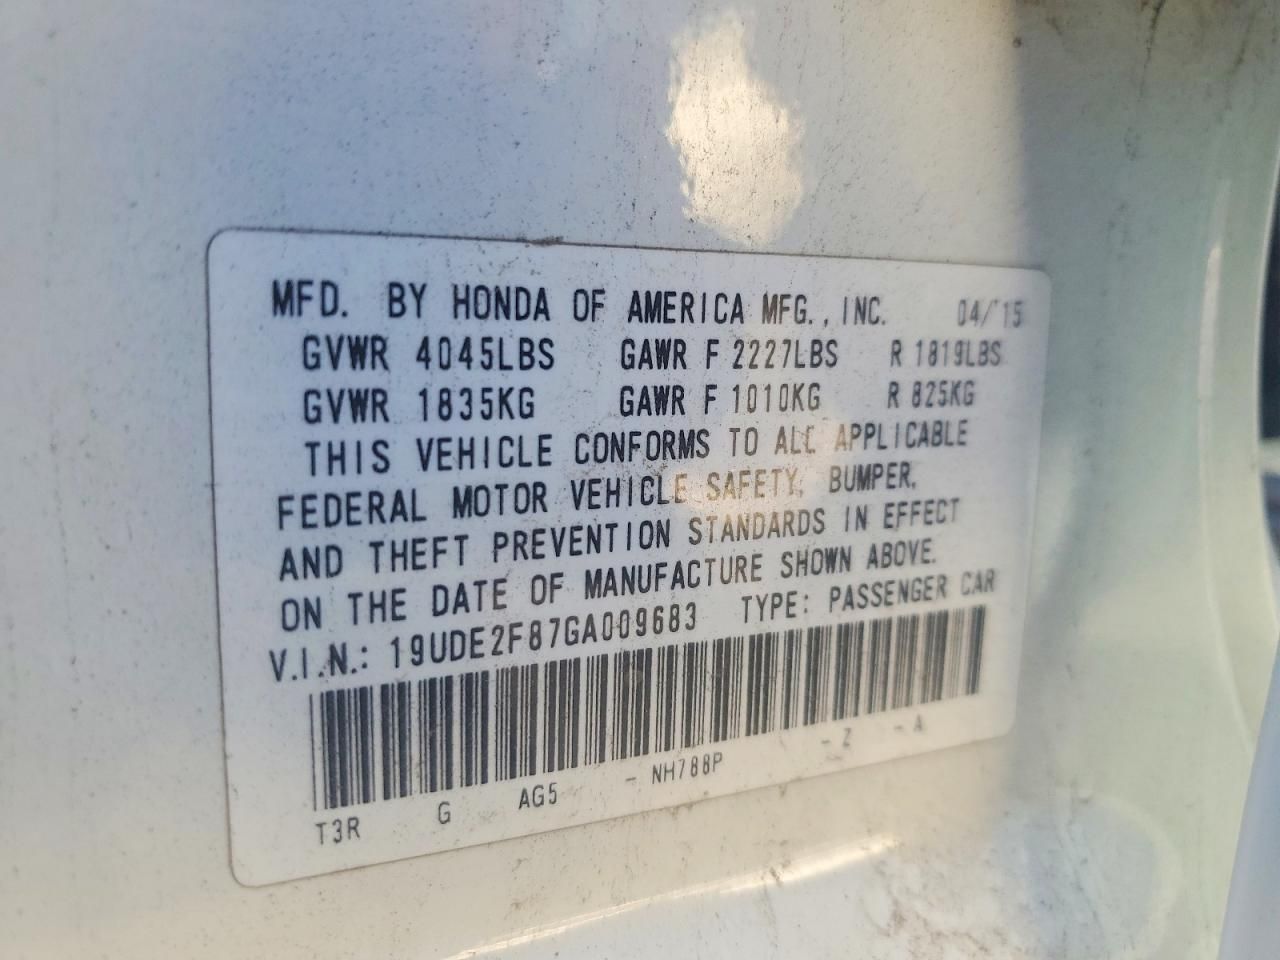 MFD. BY HONDA OF AMERICA MFG., INC. 04/15
GVWR 4045LBS GAWR F 2227LBS R 1819LBS
GVWR 1835KG GAWR F 1010KG R 825KG
THIS VEHICLE CONFORMS TO ALL APPLICABLE
FEDERAL MOTOR VEHICLE SAFETY, BUMPER,
AND THEFT PREVENTION STANDARDS IN EFFECT
ON THE DATE OF MANUFACTURE SHOWN ABOVE.
V.I.N.: 19UDE2F87GA009683 TYPE: PASSENGER CAR
T3R G AG5 - NH788P - Z - A